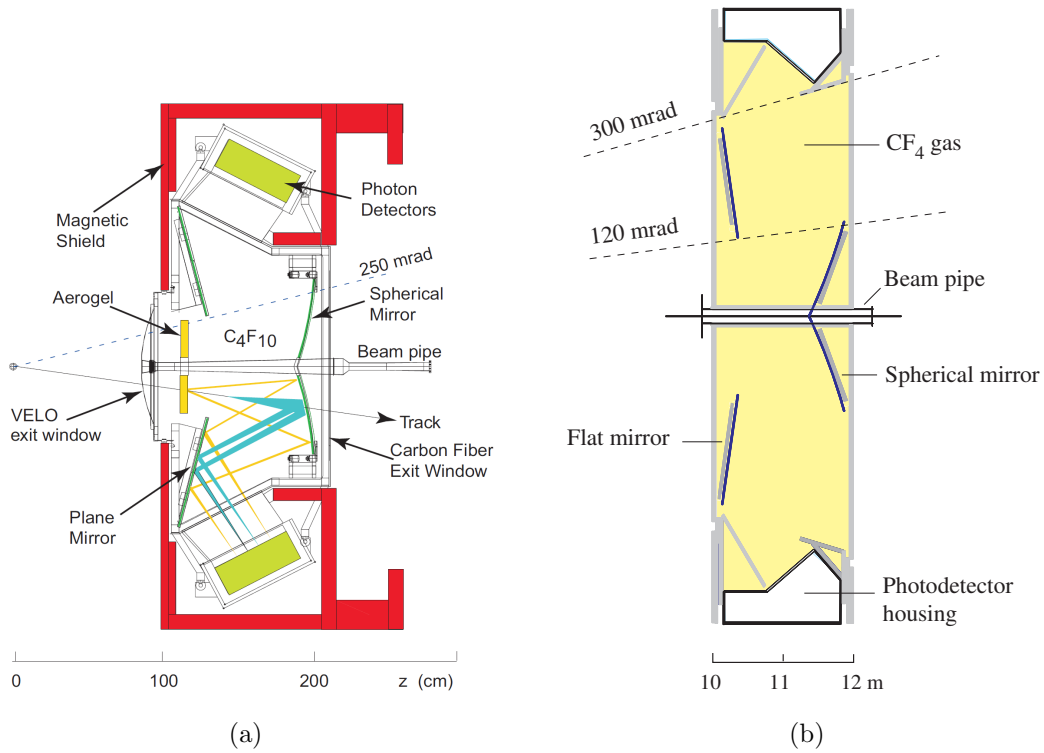 Magnetic
Shield
Aerogel
VELO
exit window
Plane
Mirror
C4F10
Photon
Detectors
250 mrad
Spherical
Mirror
Beam pipe
Track
Carbon Fiber
Exit Window
0 100 200 z (cm)
(a)
300 mrad
CF4 gas
120 mrad
Beam pipe
Spherical mirror
Flat mirror
Photodetector
housing
10 11 12 m
(b)